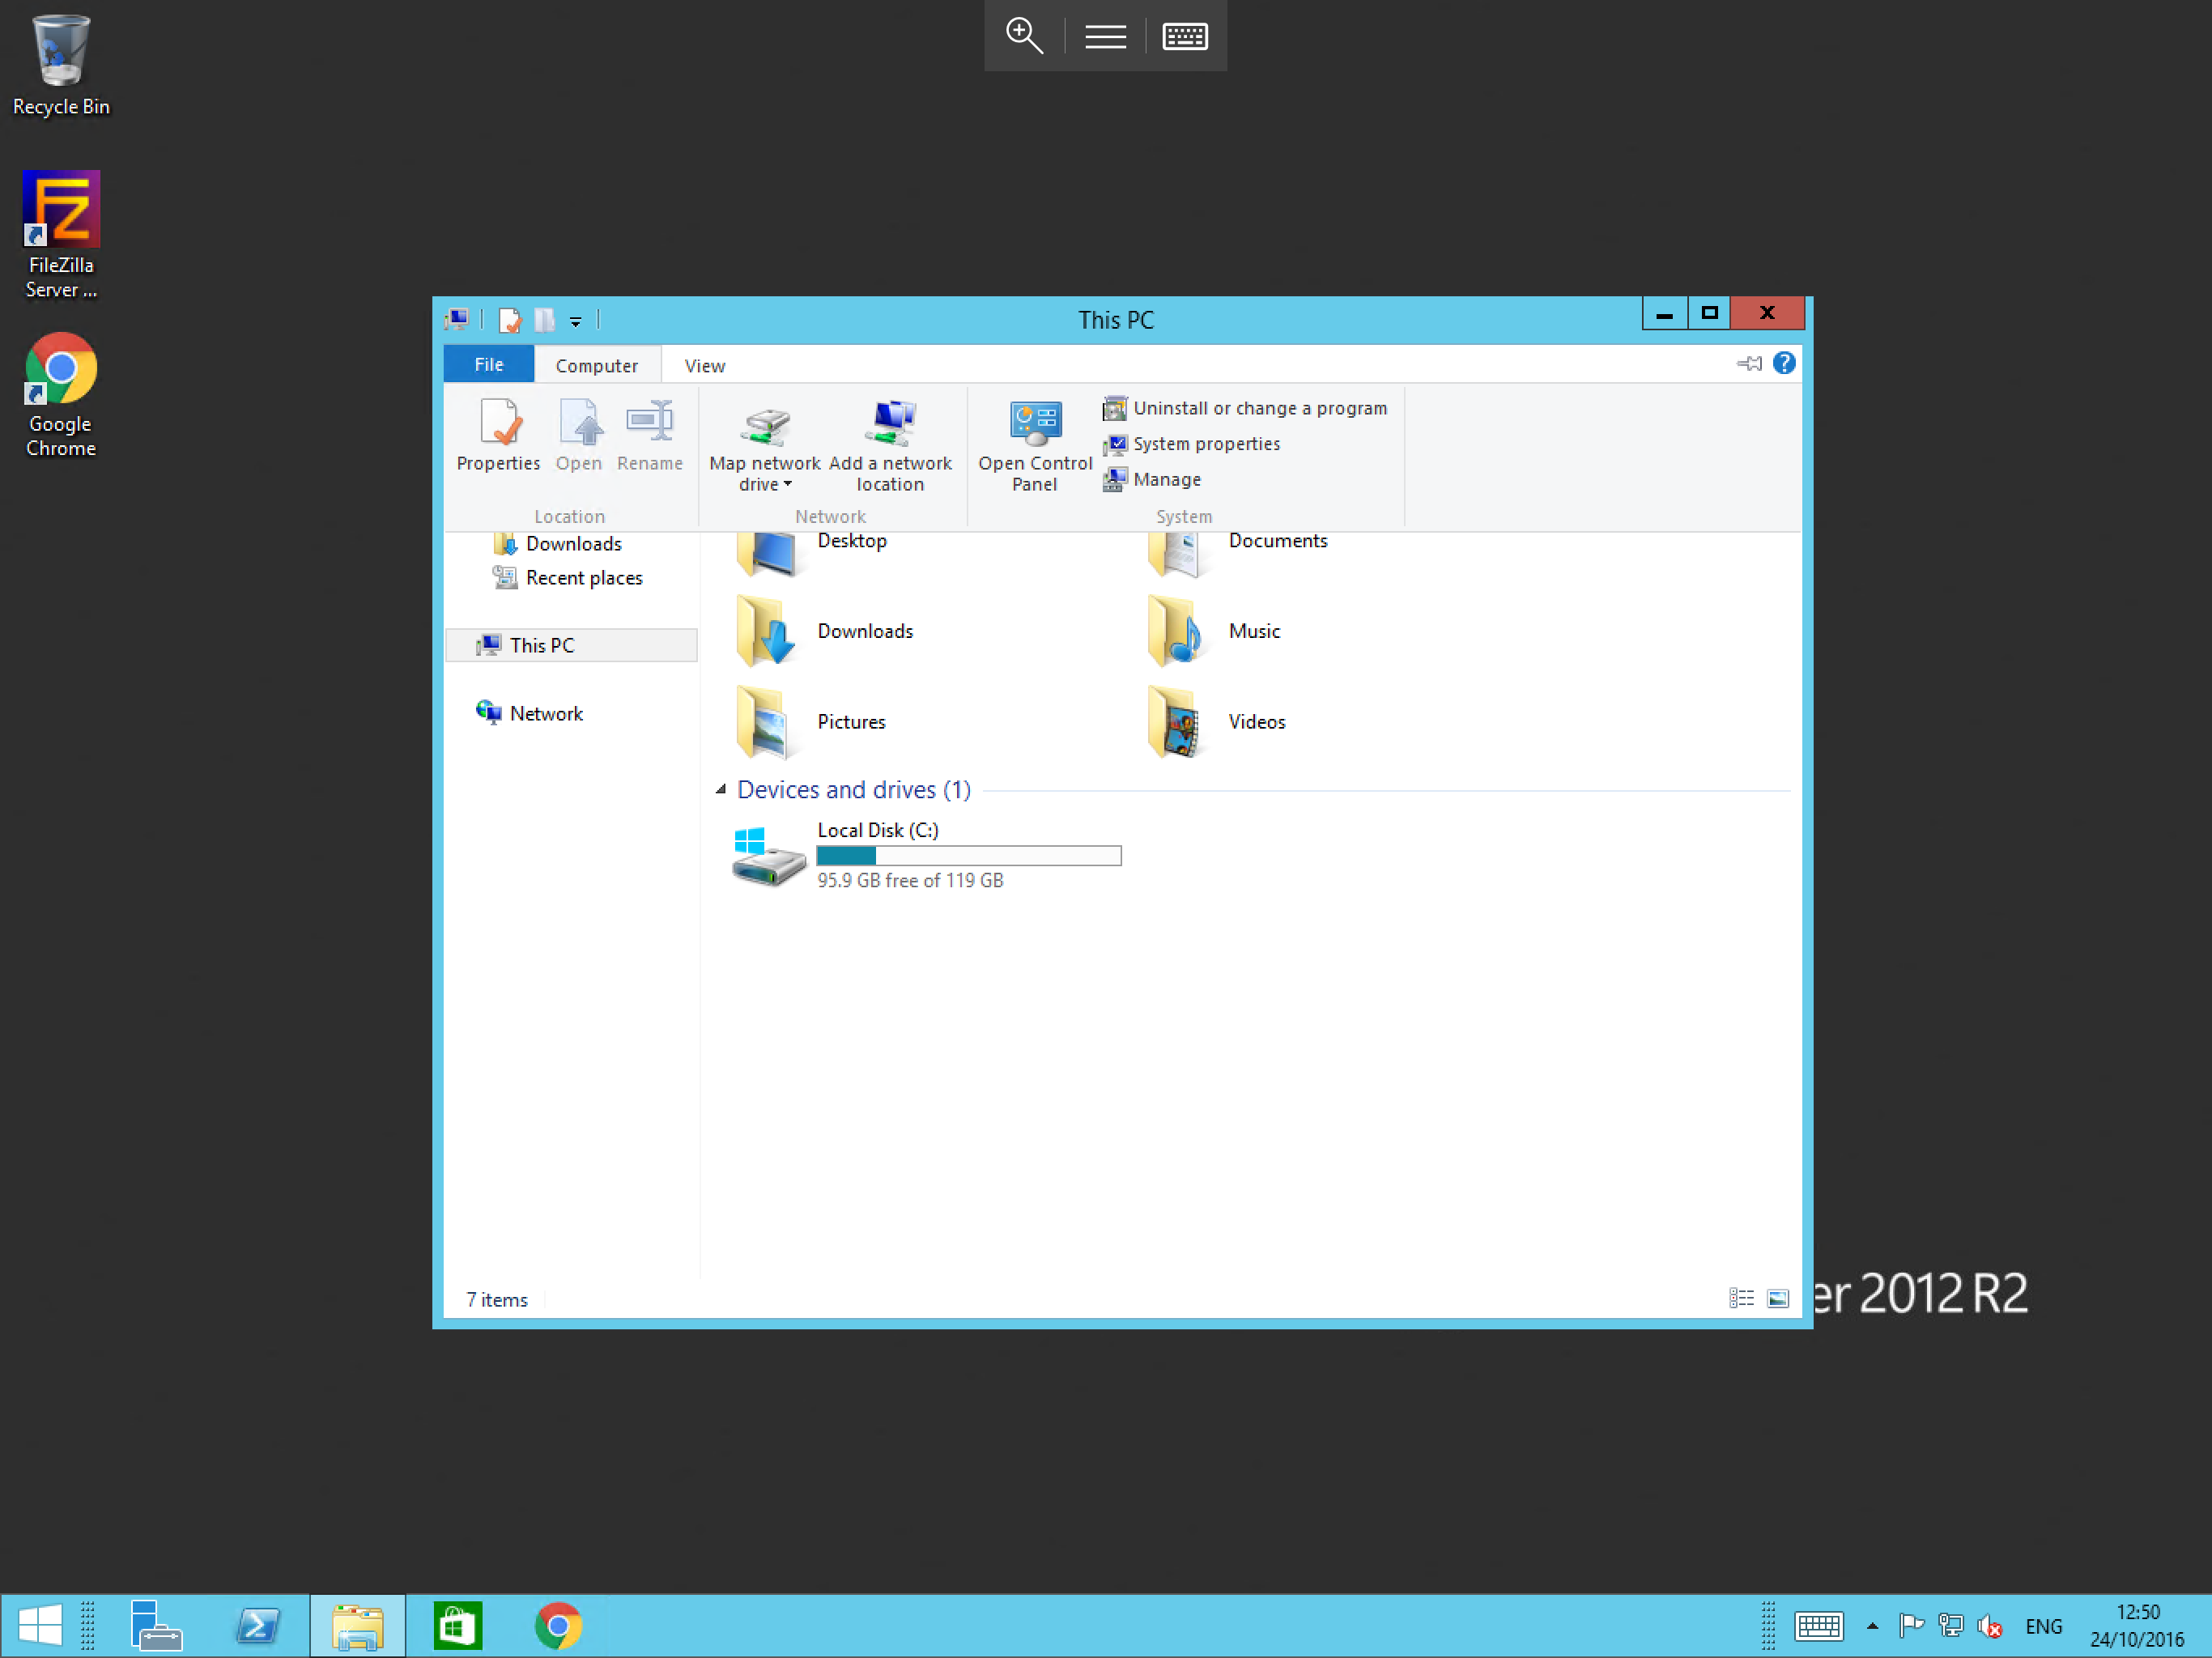 Recycle Bin
FileZilla
Server ...
Google
Chrome
This PC
File
Computer
View
Properties
Open
Rename
Location
Map network
drive
Add a network
location
Network
Open Control
Panel
Uninstall or change a program
System properties
Manage
System
Downloads
Recent places
This PC
Network
Desktop
Documents
Downloads
Music
Pictures
Videos
Devices and drives (1)
Local Disk (C:)
95.9 GB free of 119 GB
7 items
er 2012 R2
ENG
12:50
24/10/2016